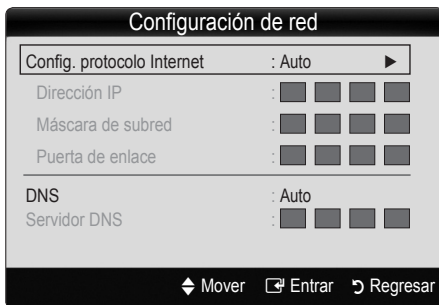 Configuración de red
Config. protocolo Internet : Auto ▶
Dirección IP :
Máscara de subred :
Puerta de enlace :
DNS : Auto
Servidor DNS :
Mover Entrar Regresar